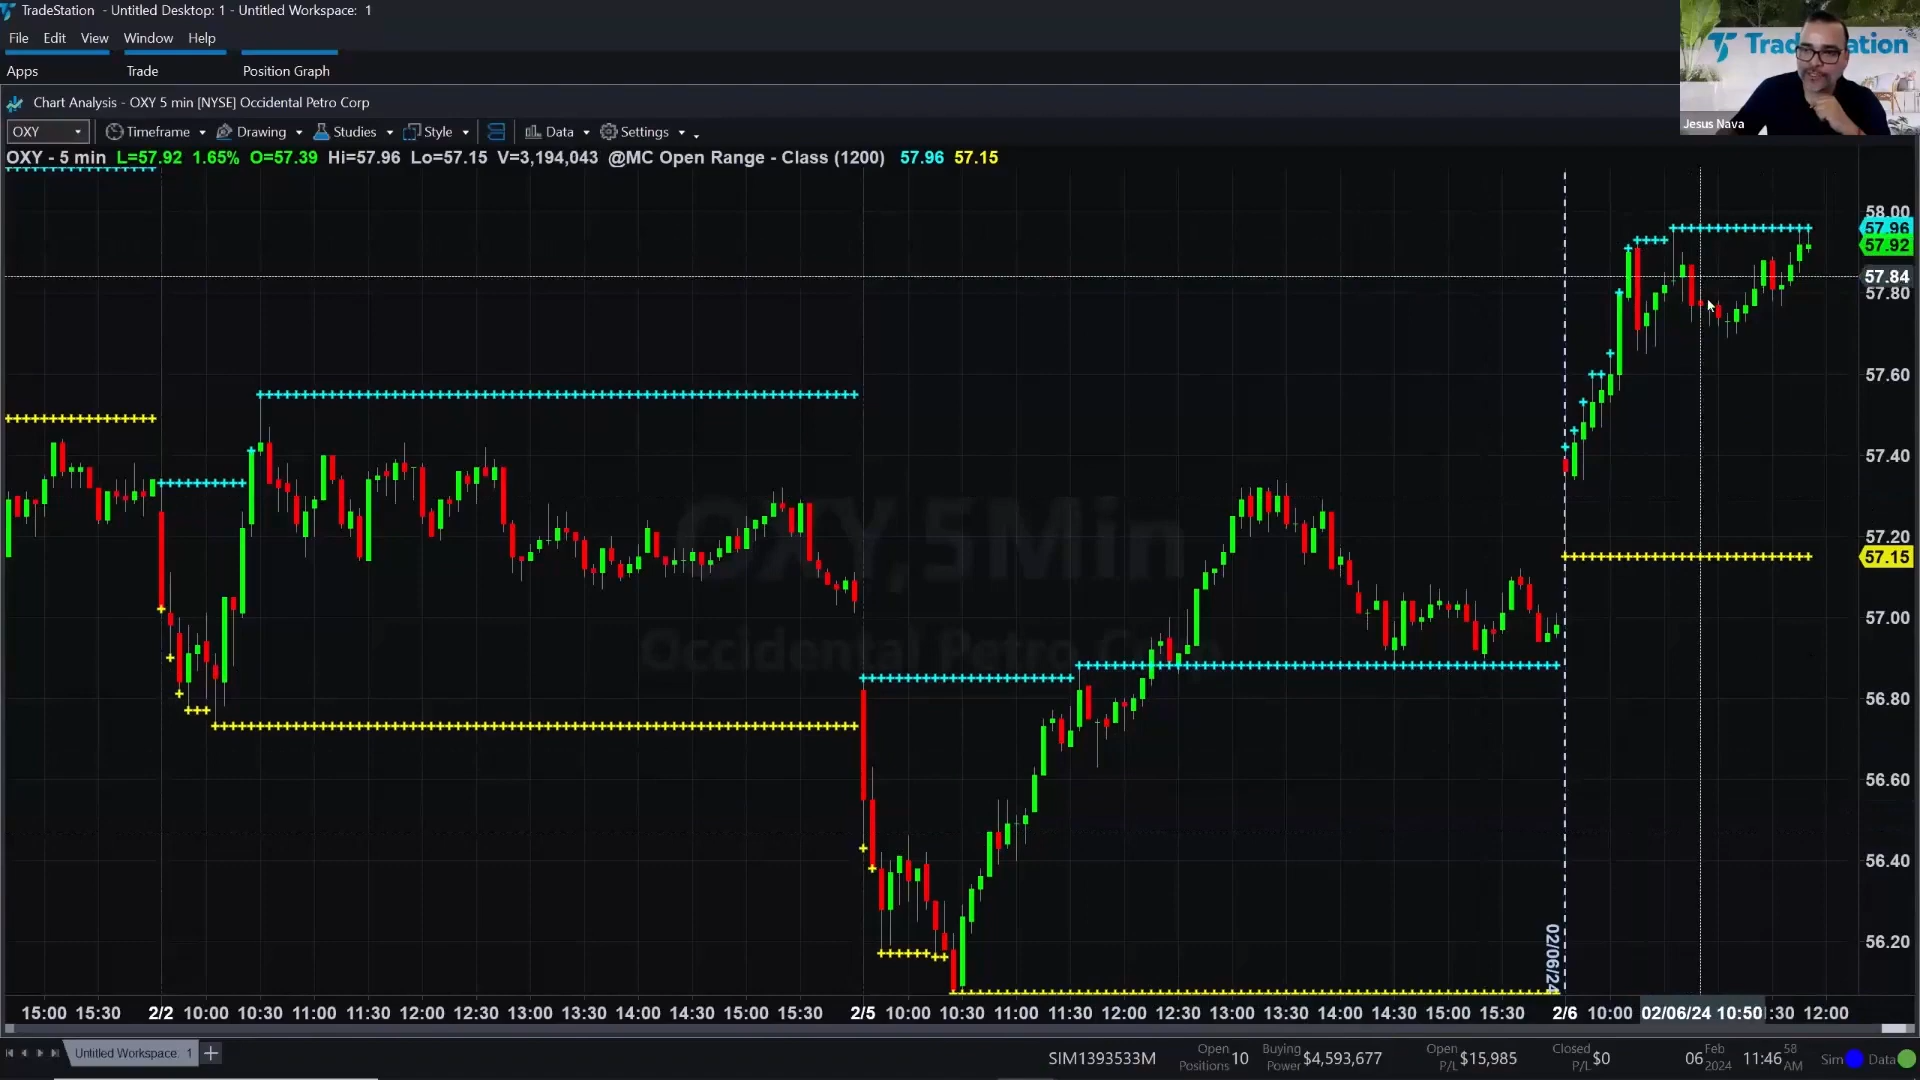 TradeStation - Untitled Desktop: 1 - Untitled Workspace: 1
File Edit View Window Help
Apps Trade Position Graph
Chart Analysis - OXY 5 min [NYSE] Occidental Petro Corp
OXY Timeframe Drawing Studies Style Data Settings
OXY - 5 min L=57.92 1.65% O=57.39 Hi=57.96 Lo=57.15 V=3,194,043 @MC Open Range - Class (1200) 57.96 57.15
Jesus Nava
58.00
57.96
57.92
57.84
57.80
57.60
57.40
57.20
57.15
57.00
56.80
56.60
56.40
56.20
OXY,5 Min
Occidental Petro Corp
02/06/24
15:00 15:30 2/2 10:00 10:30 11:00 11:30 12:00 12:30 13:00 13:30 14:00 14:30 15:00 15:30 2/5 10:00 10:30 11:00 11:30 12:00 12:30 13:00 13:30 14:00 14:30 15:00 15:30 2/6 10:00 02/06/24 10:50 :30 12:00
Untitled Workspace: 1
SIM1393533M Open Positions 10 Buying Power $4,593,677 Open P/L $15,985 Closed P/L $0 06 Feb 2024 11:46 58 AM Sim Data